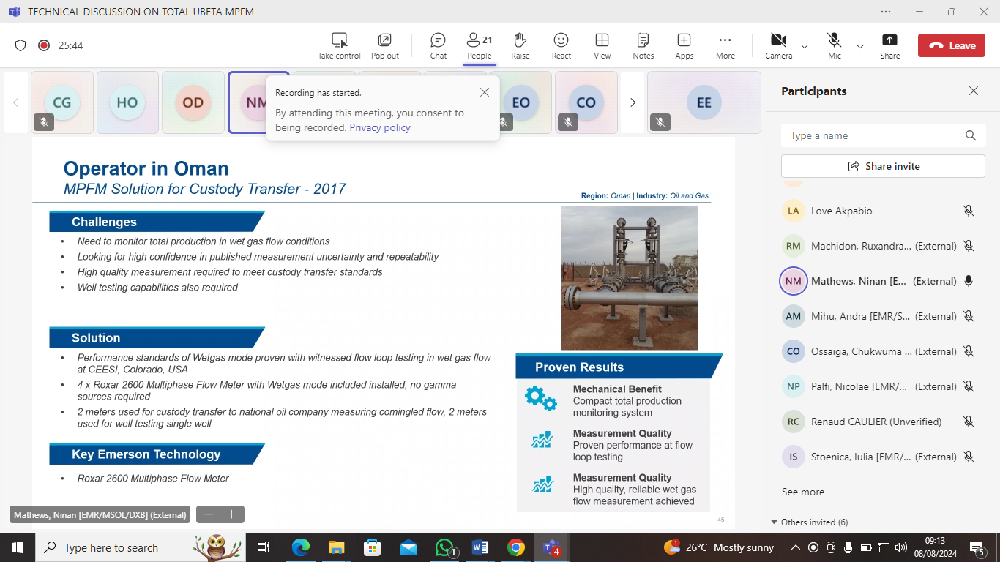 TECHNICAL DISCUSSION ON TOTAL UBETA MPFM
25:44
Take control
Pop out
Chat
21
People
Raise
React
View
Notes
Apps
More
Camera
Mic
Share
Leave
CG
HO
OD
NM
EO
CO
EE
Recording has started.
By attending this meeting, you consent to
being recorded. Privacy policy
Operator in Oman
MPFM Solution for Custody Transfer - 2017
Region: Oman | Industry: Oil and Gas
Challenges
• Need to monitor total production in wet gas flow conditions
• Looking for high confidence in published measurement uncertainty and repeatability
• High quality measurement required to meet custody transfer standards
• Well testing capabilities also required
Solution
• Performance standards of Wetgas mode proven with witnessed flow loop testing in wet gas flow
at CEESI, Colorado, USA
• 4 x Roxar 2600 Multiphase Flow Meter with Wetgas mode included installed, no gamma
sources required
• 2 meters used for custody transfer to national oil company measuring comingled flow, 2 meters
used for well testing single well
Key Emerson Technology
• Roxar 2600 Multiphase Flow Meter
Proven Results
Mechanical Benefit
Compact total production
monitoring system
Measurement Quality
Proven performance at flow
loop testing
Measurement Quality
High quality, reliable wet gas
flow measurement achieved
45
Mathews, Ninan [EMR/MSOL/DXB] (External)
Participants
Type a name
Share invite
LA Love Akpabio
RM Machidon, Ruxandra... (External)
NM Mathews, Ninan [E... (External)
AM Mihu, Andra [EMR/S... (External)
CO Ossaiga, Chukwuma ... (External)
NP Palfi, Nicolae [EMR/... (External)
RC Renaud CAULIER (Unverified)
IS Stoenica, Iulia [EMR/... (External)
See more
Others invited (6)
Type here to search
1
4
1
26°C Mostly sunny
09:13
08/08/2024
5